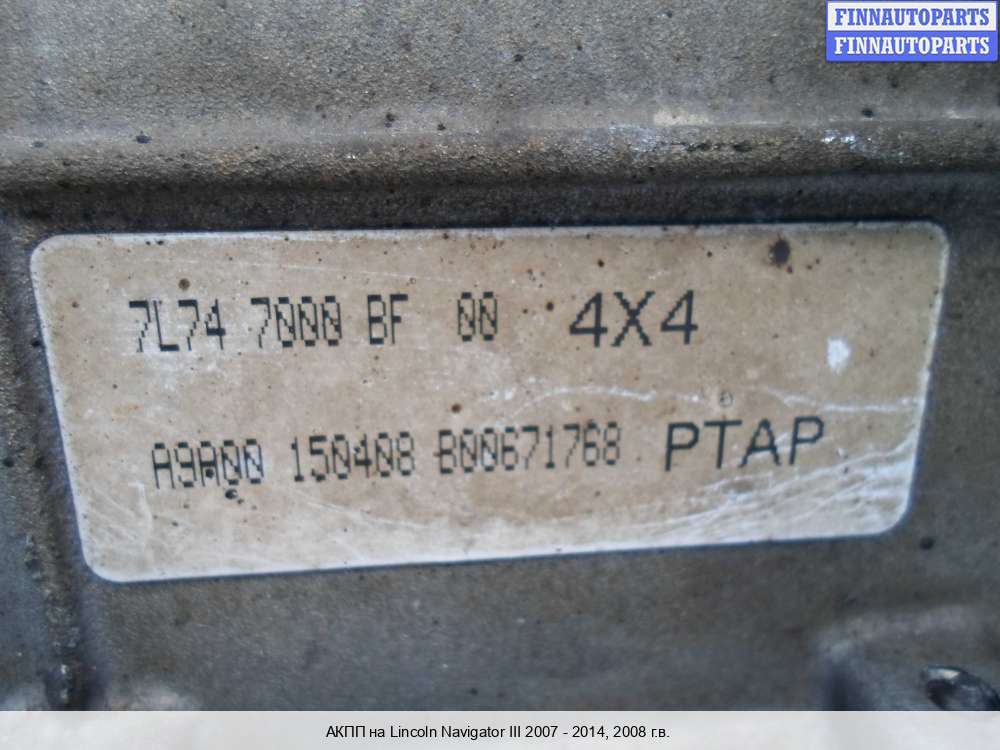 FINNAUTOPARTS
FINNAUTOPARTS
7L74 7000 BF 00 4X4
A9A00 150408 B00671768 PTAP
АКПП на Lincoln Navigator III 2007 - 2014, 2008 г.в.